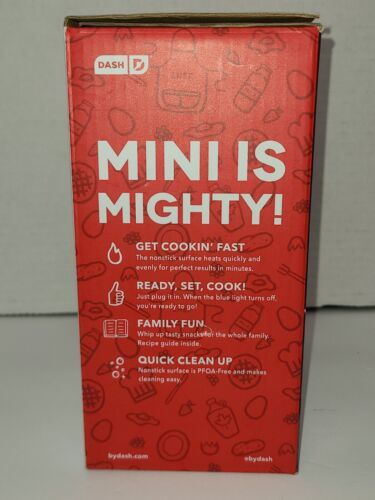 DASH
MINI IS
MIGHTY!
GET COOKIN' FAST
The nonstick surface heats quickly and
evenly for perfect results in minutes.
READY, SET, COOK!
Just plug it in. When the blue light turns off,
you're ready to go!
FAMILY FUN
Whip up tasty snacks for the whole family.
Recipe guide inside.
QUICK CLEAN UP
Nonstick surface is PFOA-Free and makes
cleaning easy.
bydash.com
@bydash